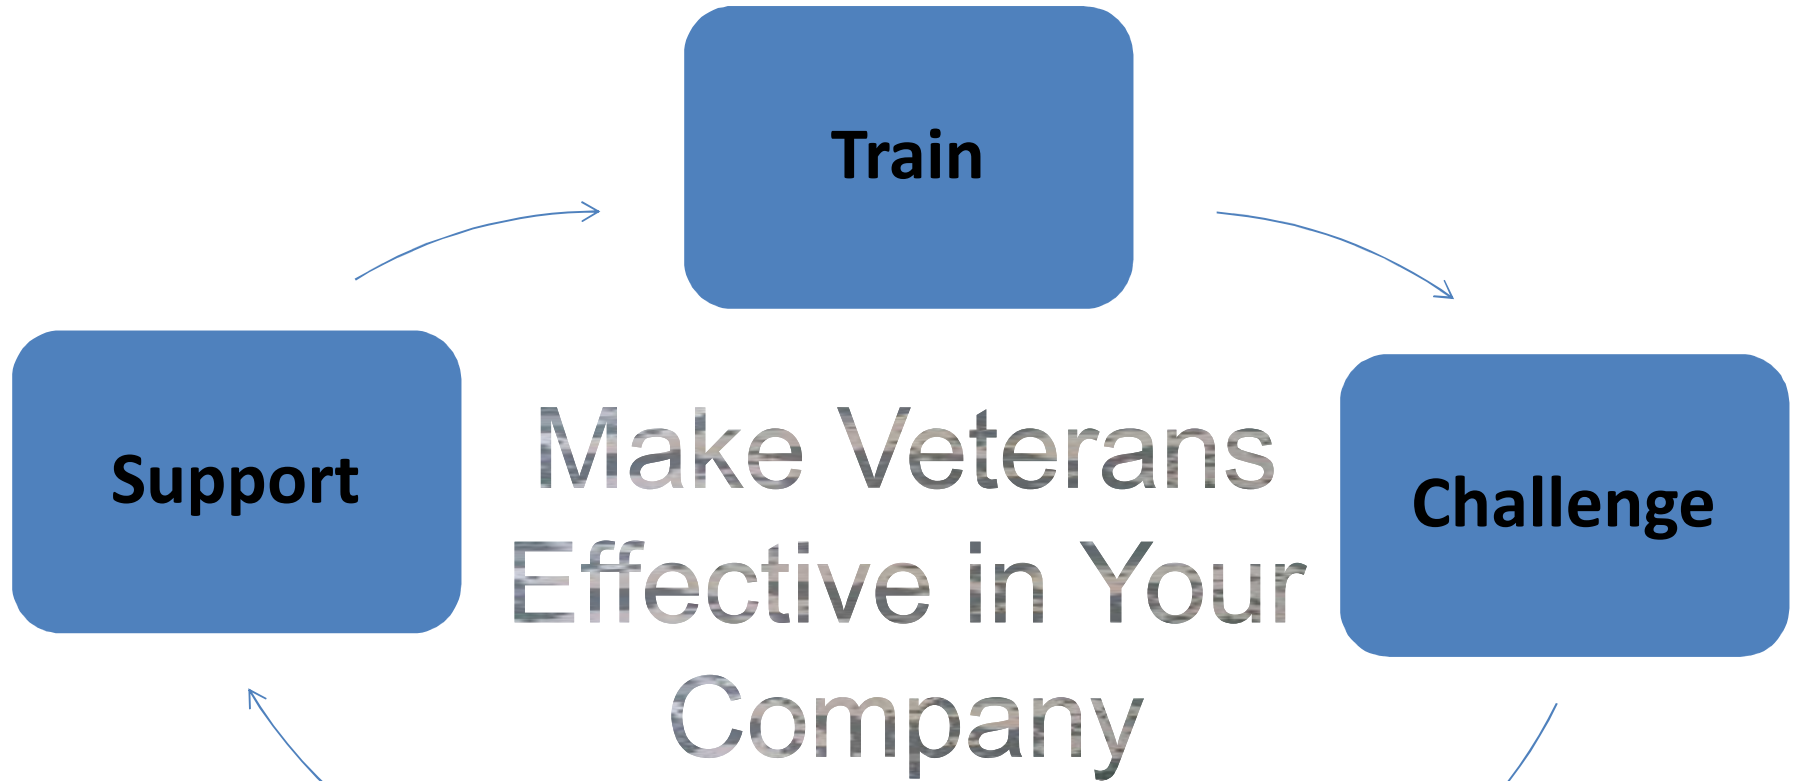 Train
Support
Challenge
Make Veterans
Effective in Your
Company